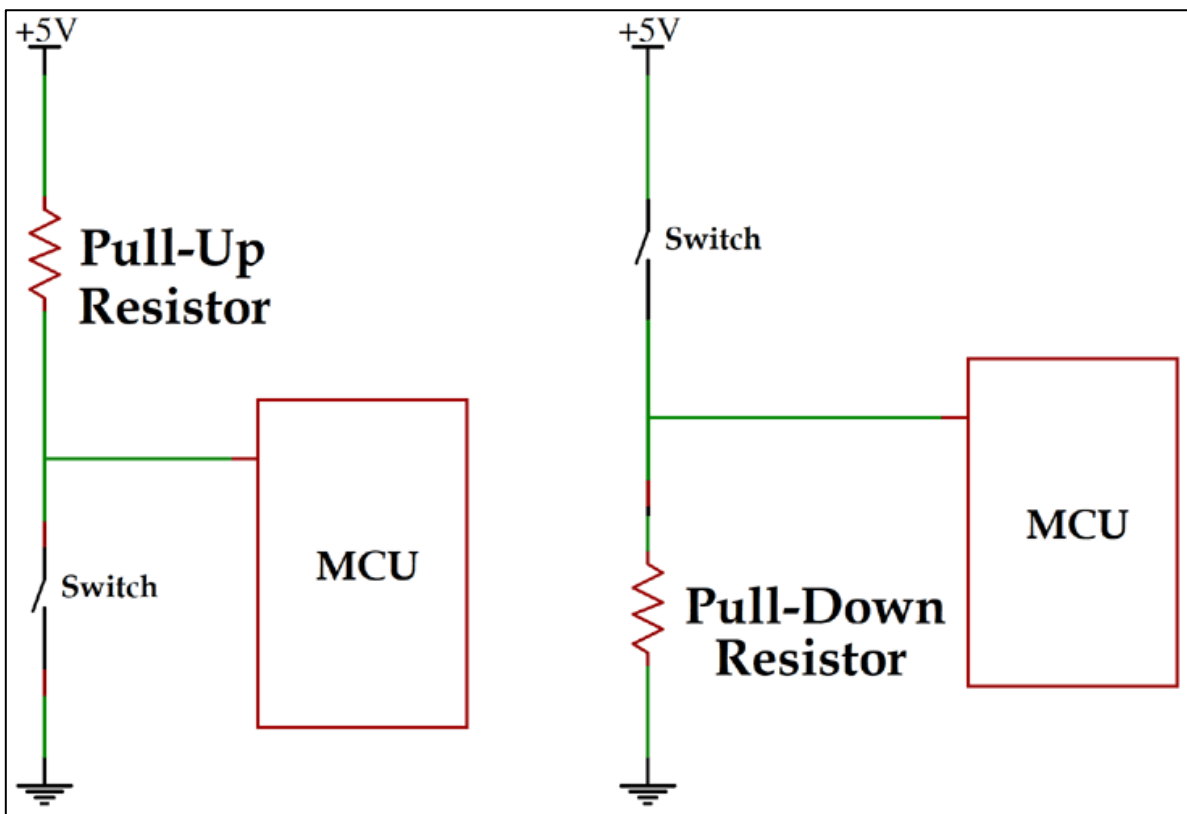 +5V
Pull-Up
Resistor
Switch
MCU
+5V
Switch
MCU
Pull-Down
Resistor